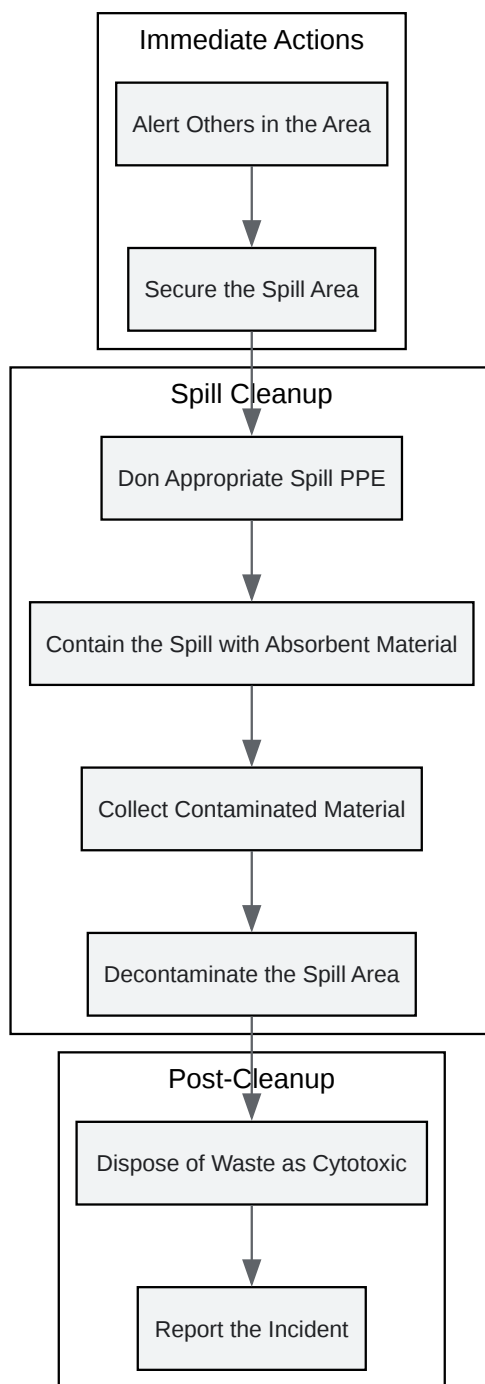 Immediate Actions
Alert Others in the Area
Secure the Spill Area
Spill Cleanup
Don Appropriate Spill PPE
Contain the Spill with Absorbent Material
Collect Contaminated Material
Decontaminate the Spill Area
Post-Cleanup
Dispose of Waste as Cytotoxic
Report the Incident